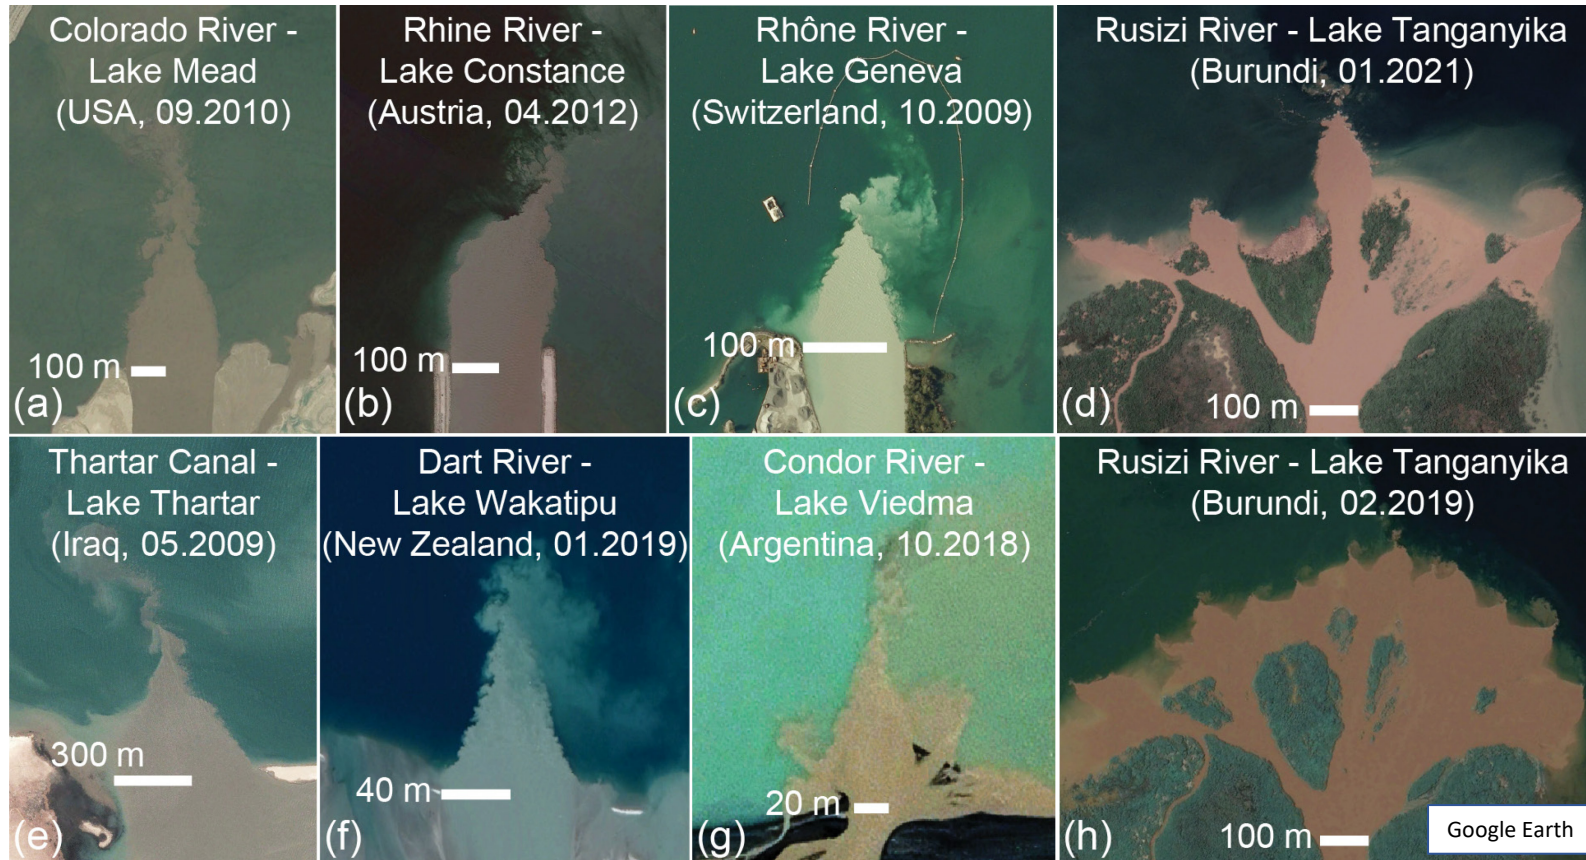 Colorado River -
Lake Mead
(USA, 09.2010)
100 m
(a)
Rhine River -
Lake Constance
(Austria, 04.2012)
100 m
(b)
Rhône River -
Lake Geneva
(Switzerland, 10.2009)
100 m
(c)
Rusizi River - Lake Tanganyika
(Burundi, 01.2021)
100 m
(d)
Thartar Canal -
Lake Thartar
(Iraq, 05.2009)
300 m
(e)
Dart River -
Lake Wakatipu
(New Zealand, 01.2019)
40 m
(f)
Condor River -
Lake Viedma
(Argentina, 10.2018)
20 m
(g)
Rusizi River - Lake Tanganyika
(Burundi, 02.2019)
100 m
(h)
Google Earth